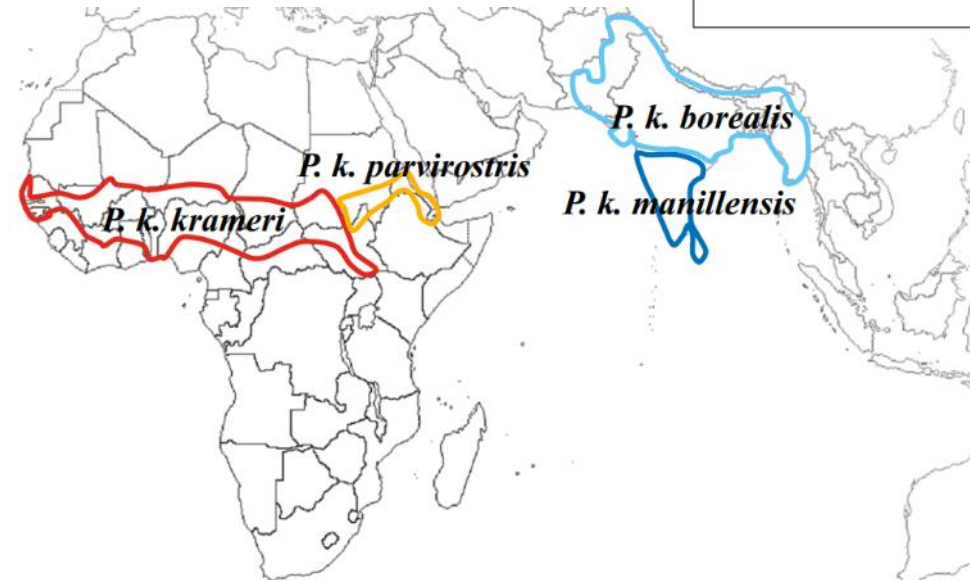 P. k. borealis
P. k. parvirostris
P. k. manillensis
P. k. krameri